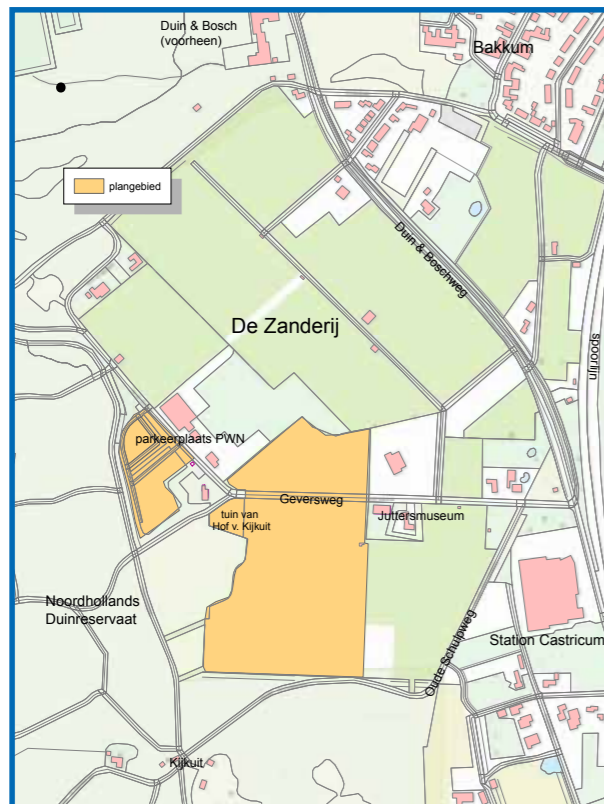 Duin & Bosch
(voorheen)
Bakkum
plangebied
Duin & Boschweg
De Zanderij
spoorlijn
parkeerplaats PWN
Geversweg
tuin van
Hof v. Kijkuit
Juttersmuseum
Noordhollands
Duinreservaat
Oude Schulpweg
Station Castricum
Kijkuit